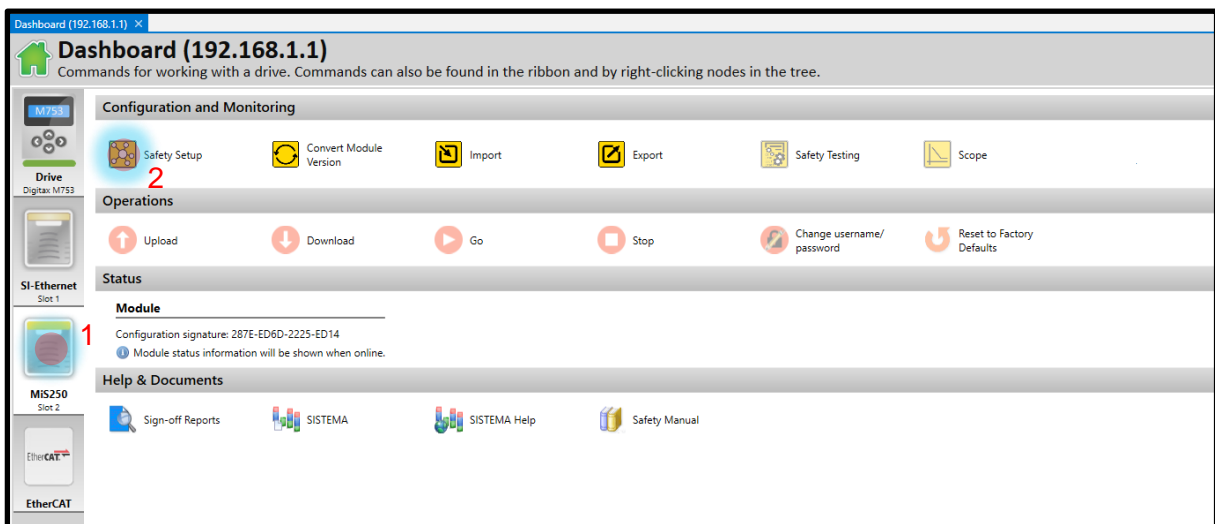 Dashboard (192.168.1.1) ×
Dashboard (192.168.1.1)
Commands for working with a drive. Commands can also be found in the ribbon and by right-clicking nodes in the tree.
M753
Drive
Digitax M753
SI-Ethernet
Slot 1
1
MiS250
Slot 2
EtherCAT
EtherCAT
Configuration and Monitoring
Safety Setup
2
Convert Module
Version
Import
Export
Safety Testing
Scope
Operations
Upload
Download
Go
Stop
Change username/
password
Reset to Factory
Defaults
Status
Module
Configuration signature: 287E-ED6D-2225-ED14
Module status information will be shown when online.
Help & Documents
Sign-off Reports
SISTEMA
SISTEMA Help
Safety Manual